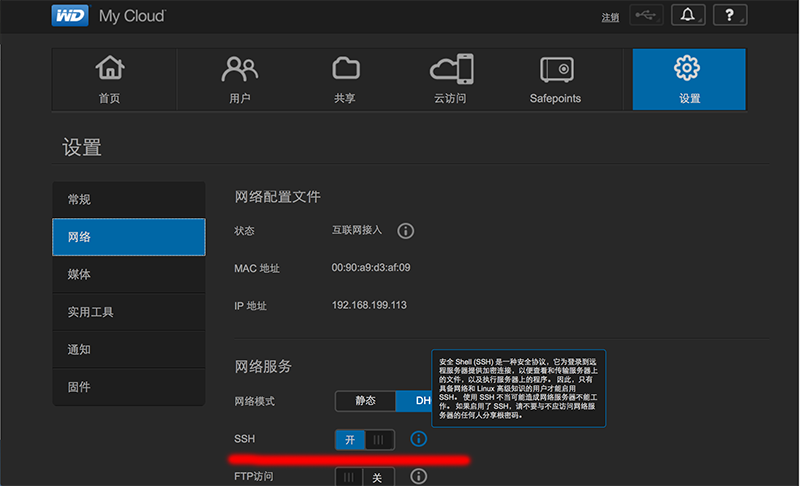 WD My Cloud
注销
?
首页
用户
共享
云访问
Safepoints
设置
设置
常规
网络
媒体
实用工具
通知
固件
网络配置文件
状态
互联网接入
MAC 地址
00:90:a9:d3:af:09
IP 地址
192.168.199.113
网络服务
网络模式
静态
DH
安全 Shell (SSH) 是一种安全协议，它为登录到远
程服务器提供加密连接，以便查看和传输服务器上
的文件，以及执行服务器上的程序。 因此，只有
具备网络和 Linux 高级知识的用户才能启用
SSH。 使用 SSH 不当可能造成网络服务器不能工
作。 如果启用了 SSH，请不要与不应访问网络服
务器的任何人分享根密码。
SSH
开
FTP访问
关